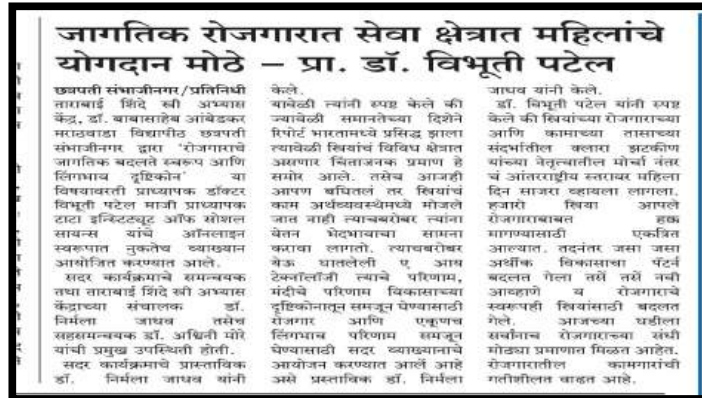 जागतिक रोजगारात सेवा क्षेत्रात महिलांचे
योगदान मोठे – प्रा. डॉ. विभूती पटेल
छत्रपती संभाजीनगर/प्रतिनिधी
ताराबाई शिंदे स्त्री अभ्यास
केंद्र, डॉ. बाबासाहेब आंबेडकर
मराठवाडा विद्यापीठ छत्रपती
संभाजीनगर द्वारा 'रोजगाराचे
जागतिक बदलते स्वरूप आणि
लिंगभाव दृष्टिकोन' या
विषयावरती प्राध्यापक डॉक्टर
विभूती पटेल माजी प्राध्यापक
टाटा इन्स्टिट्यूट ऑफ सोशल
सायन्स यांचे ऑनलाइन
स्वरूपात नुकतेच व्याख्यान
आयोजित करण्यात आले.
सदर कार्यक्रमाचे समन्वयक
तथा ताराबाई शिंदे स्त्री अभ्यास
केंद्राच्या संचालक डॉ.
निर्मला जाधव तसेच
सहसमन्वयक डॉ. अश्विनी मोरे
यांची प्रमुख उपस्थिती होती.
सदर कार्यक्रमाचे प्रास्ताविक
डॉ. निर्मला जाधव यांनी
केले.
यावेळी त्यांनी स्पष्ट केले की
ज्यावेळी समानतेच्या दिशेने
रिपोर्ट भारतामध्ये प्रसिद्ध झाला
त्यावेळी स्त्रियांचं विविध क्षेत्रात
असणार चिंताजनक प्रमाण हे
समोर आले. तसेच आजही
आपण बघितलं तर स्त्रियांचं
काम अर्थव्यवस्थेमध्ये मोजले
जात नाही त्याचबरोबर त्यांना
वेतन भेदभावाचा सामना
करावा लागतो. त्याचबरोबर
येऊ घातलेली ए आय
टेक्नॉलॉजी त्याचे परिणाम,
मंदीचे परिणाम विकासाच्या
दृष्टिकोनातून समजून घेण्यासाठी
रोजगार आणि एकूणच
लिंगभाव परिणाम समजून
घेण्यासाठी सदर व्याख्यानाचे
आयोजन करण्यात आलं आहे
असे प्रस्ताविक डॉ. निर्मला
जाधव यांनी केले.
डॉ. विभूती पटेल यांनी स्पष्ट
केले की स्त्रियांच्या रोजगाराच्या
आणि कामाच्या तासाच्या
संदर्भातील क्लारा झटकीण
यांच्या नेतृत्वातील मोर्चा नंतर
च आंतरराष्ट्रीय स्तरावर महिला
दिन साजरा व्हायला लागला.
हजारो स्त्रिया आपले
रोजगाराबाबत हक्क
मागण्यासाठी एकत्रित
आल्यात. तदनंतर जसा जसा
अर्थीक विकासाचा पॅटर्न
बदलत गेला तसें तसें नवी
आव्हाणे व रोजगाराचे
स्वरूपही स्त्रियांसाठी बदलत
गेले. आजच्या घडीला
सर्वांनाच रोजगाराच्या संधी
मोठ्या प्रमाणात मिळत आहेत.
रोजगारातील कामगारांची
गतीशीलत वाढत आहे.